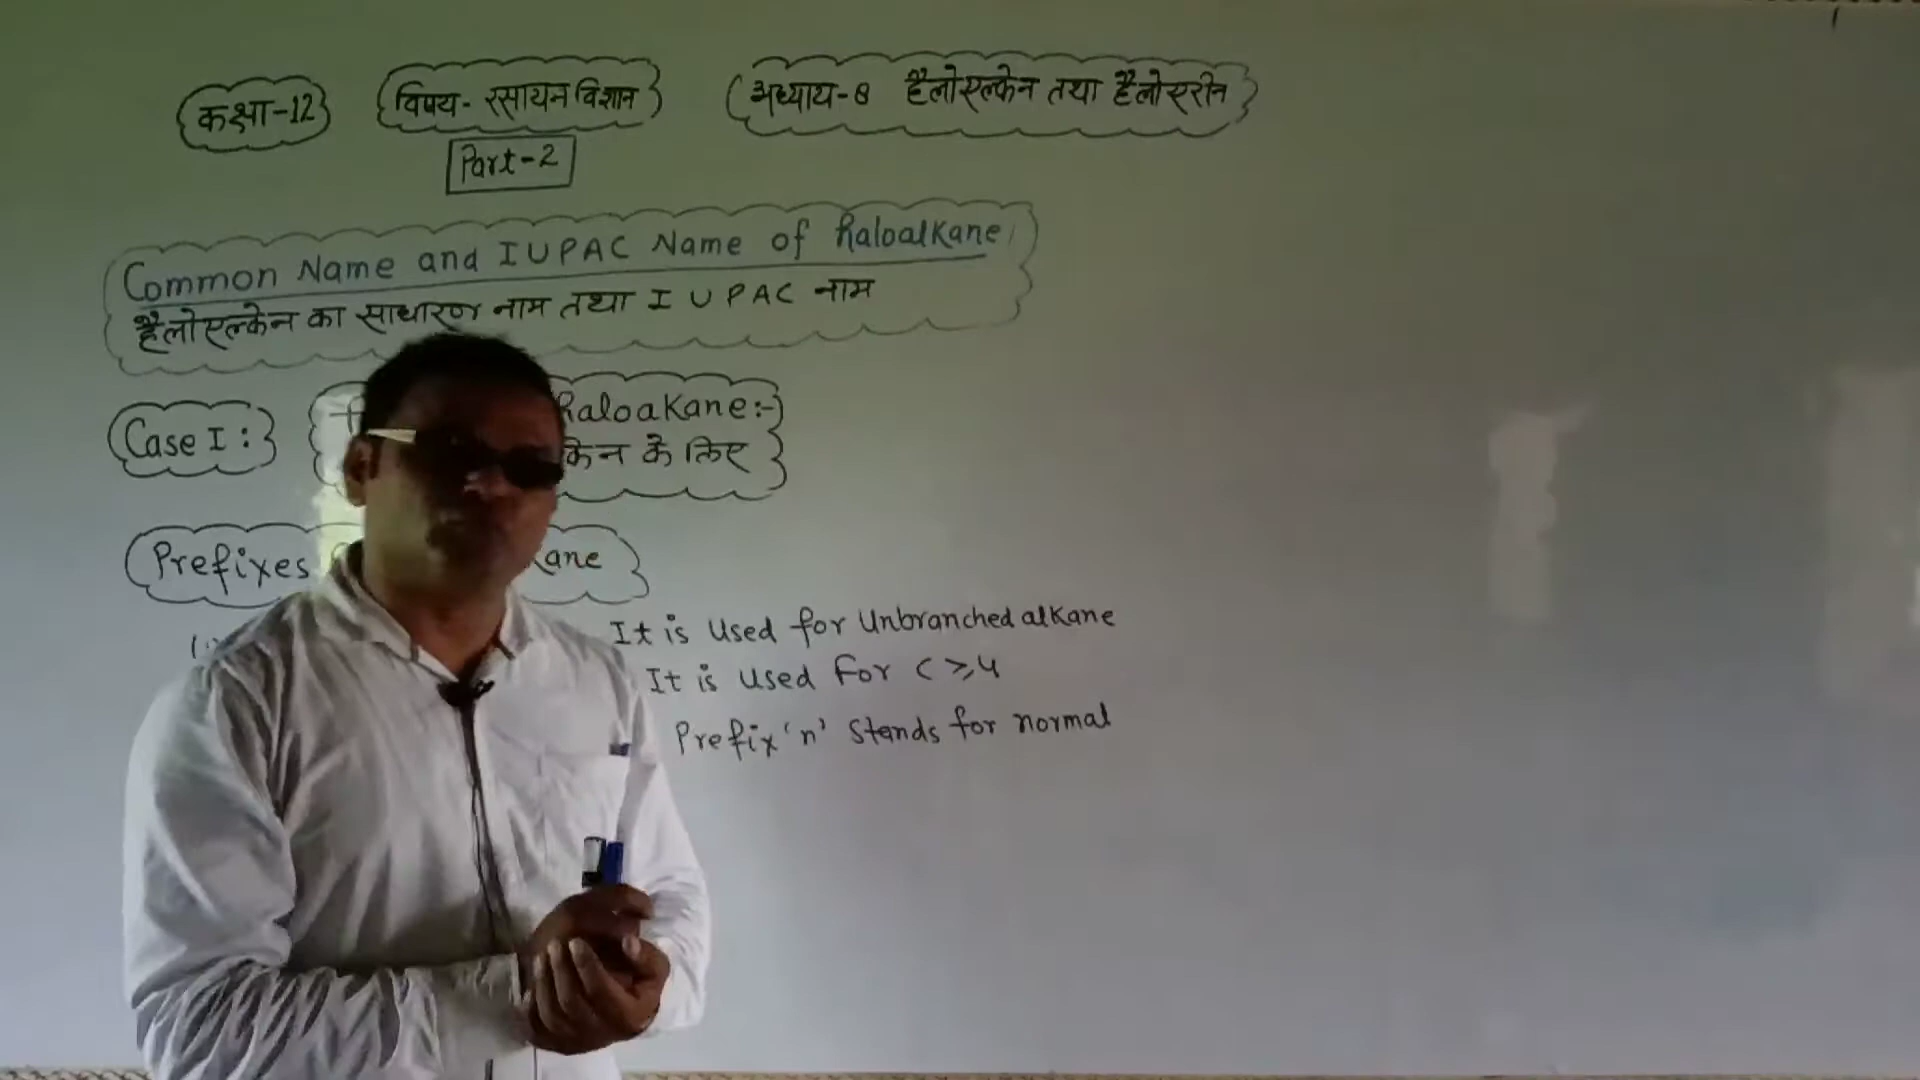 कक्षा-12 विषय- रसायन विज्ञान अध्याय-8 हैलोएल्केन तथा हैलोएरीन
Part-2
Common Name and IUPAC Name of haloalkane
हैलोएल्केन का साधारण नाम तथा I U P A C नाम
Case I: haloakane:-
केन के लिए
Prefixes kane
It is used for unbranched alkane
It is used for C ≥ 4
Prefix 'n' stands for normal